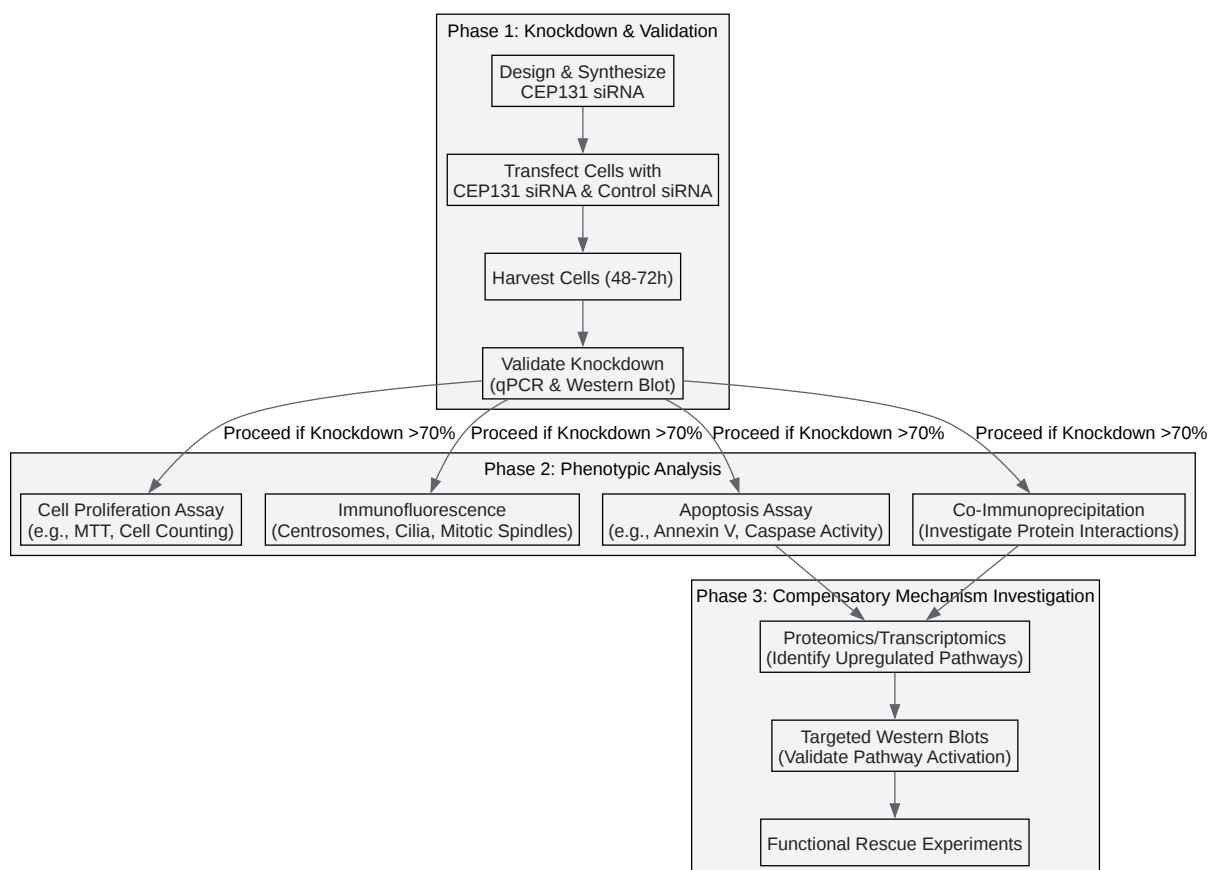 Phase 1: Knockdown & Validation
Design & Synthesize
CEP131 siRNA
Transfect Cells with
CEP131 siRNA & Control siRNA
Harvest Cells (48-72h)
Validate Knockdown
(qPCR & Western Blot)
Proceed if Knockdown >70%
Proceed if Knockdown >70%
Proceed if Knockdown >70%
Proceed if Knockdown >70%
Phase 2: Phenotypic Analysis
Cell Proliferation Assay
(e.g., MTT, Cell Counting)
Immunofluorescence
(Centrosomes, Cilia, Mitotic Spindles)
Apoptosis Assay
(e.g., Annexin V, Caspase Activity)
Co-Immunoprecipitation
(Investigate Protein Interactions)
Phase 3: Compensatory Mechanism Investigation
Proteomics/Transcriptomics
(Identify Upregulated Pathways)
Targeted Western Blots
(Validate Pathway Activation)
Functional Rescue Experiments